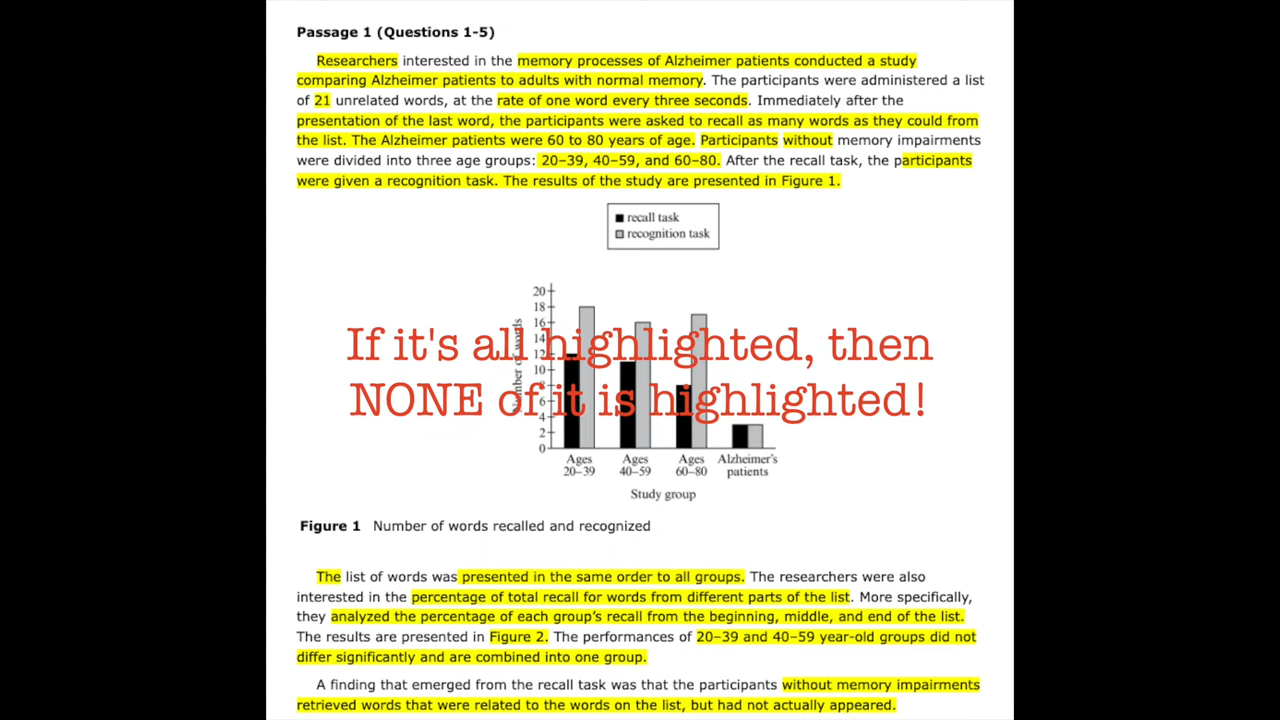 Passage 1 (Questions 1-5)
Researchers interested in the memory processes of Alzheimer patients conducted a study
comparing Alzheimer patients to adults with normal memory. The participants were administered a list
of 21 unrelated words, at the rate of one word every three seconds. Immediately after the
presentation of the last word, the participants were asked to recall as many words as they could from
the list. The Alzheimer patients were 60 to 80 years of age. Participants without memory impairments
were divided into three age groups: 20–39, 40–59, and 60–80. After the recall task, the participants
were given a recognition task. The results of the study are presented in Figure 1.
recall task
recognition task
20
18
16
14
12
10
8
6
4
2
0
Number of words
If it's all highlighted, then
NONE of it is highlighted!
Ages Ages Ages Alzheimer's
20–39 40–59 60–80 patients
Study group
Figure 1 Number of words recalled and recognized
The list of words was presented in the same order to all groups. The researchers were also
interested in the percentage of total recall for words from different parts of the list. More specifically,
they analyzed the percentage of each group's recall from the beginning, middle, and end of the list.
The results are presented in Figure 2. The performances of 20–39 and 40–59 year-old groups did not
differ significantly and are combined into one group.
A finding that emerged from the recall task was that the participants without memory impairments
retrieved words that were related to the words on the list, but had not actually appeared.